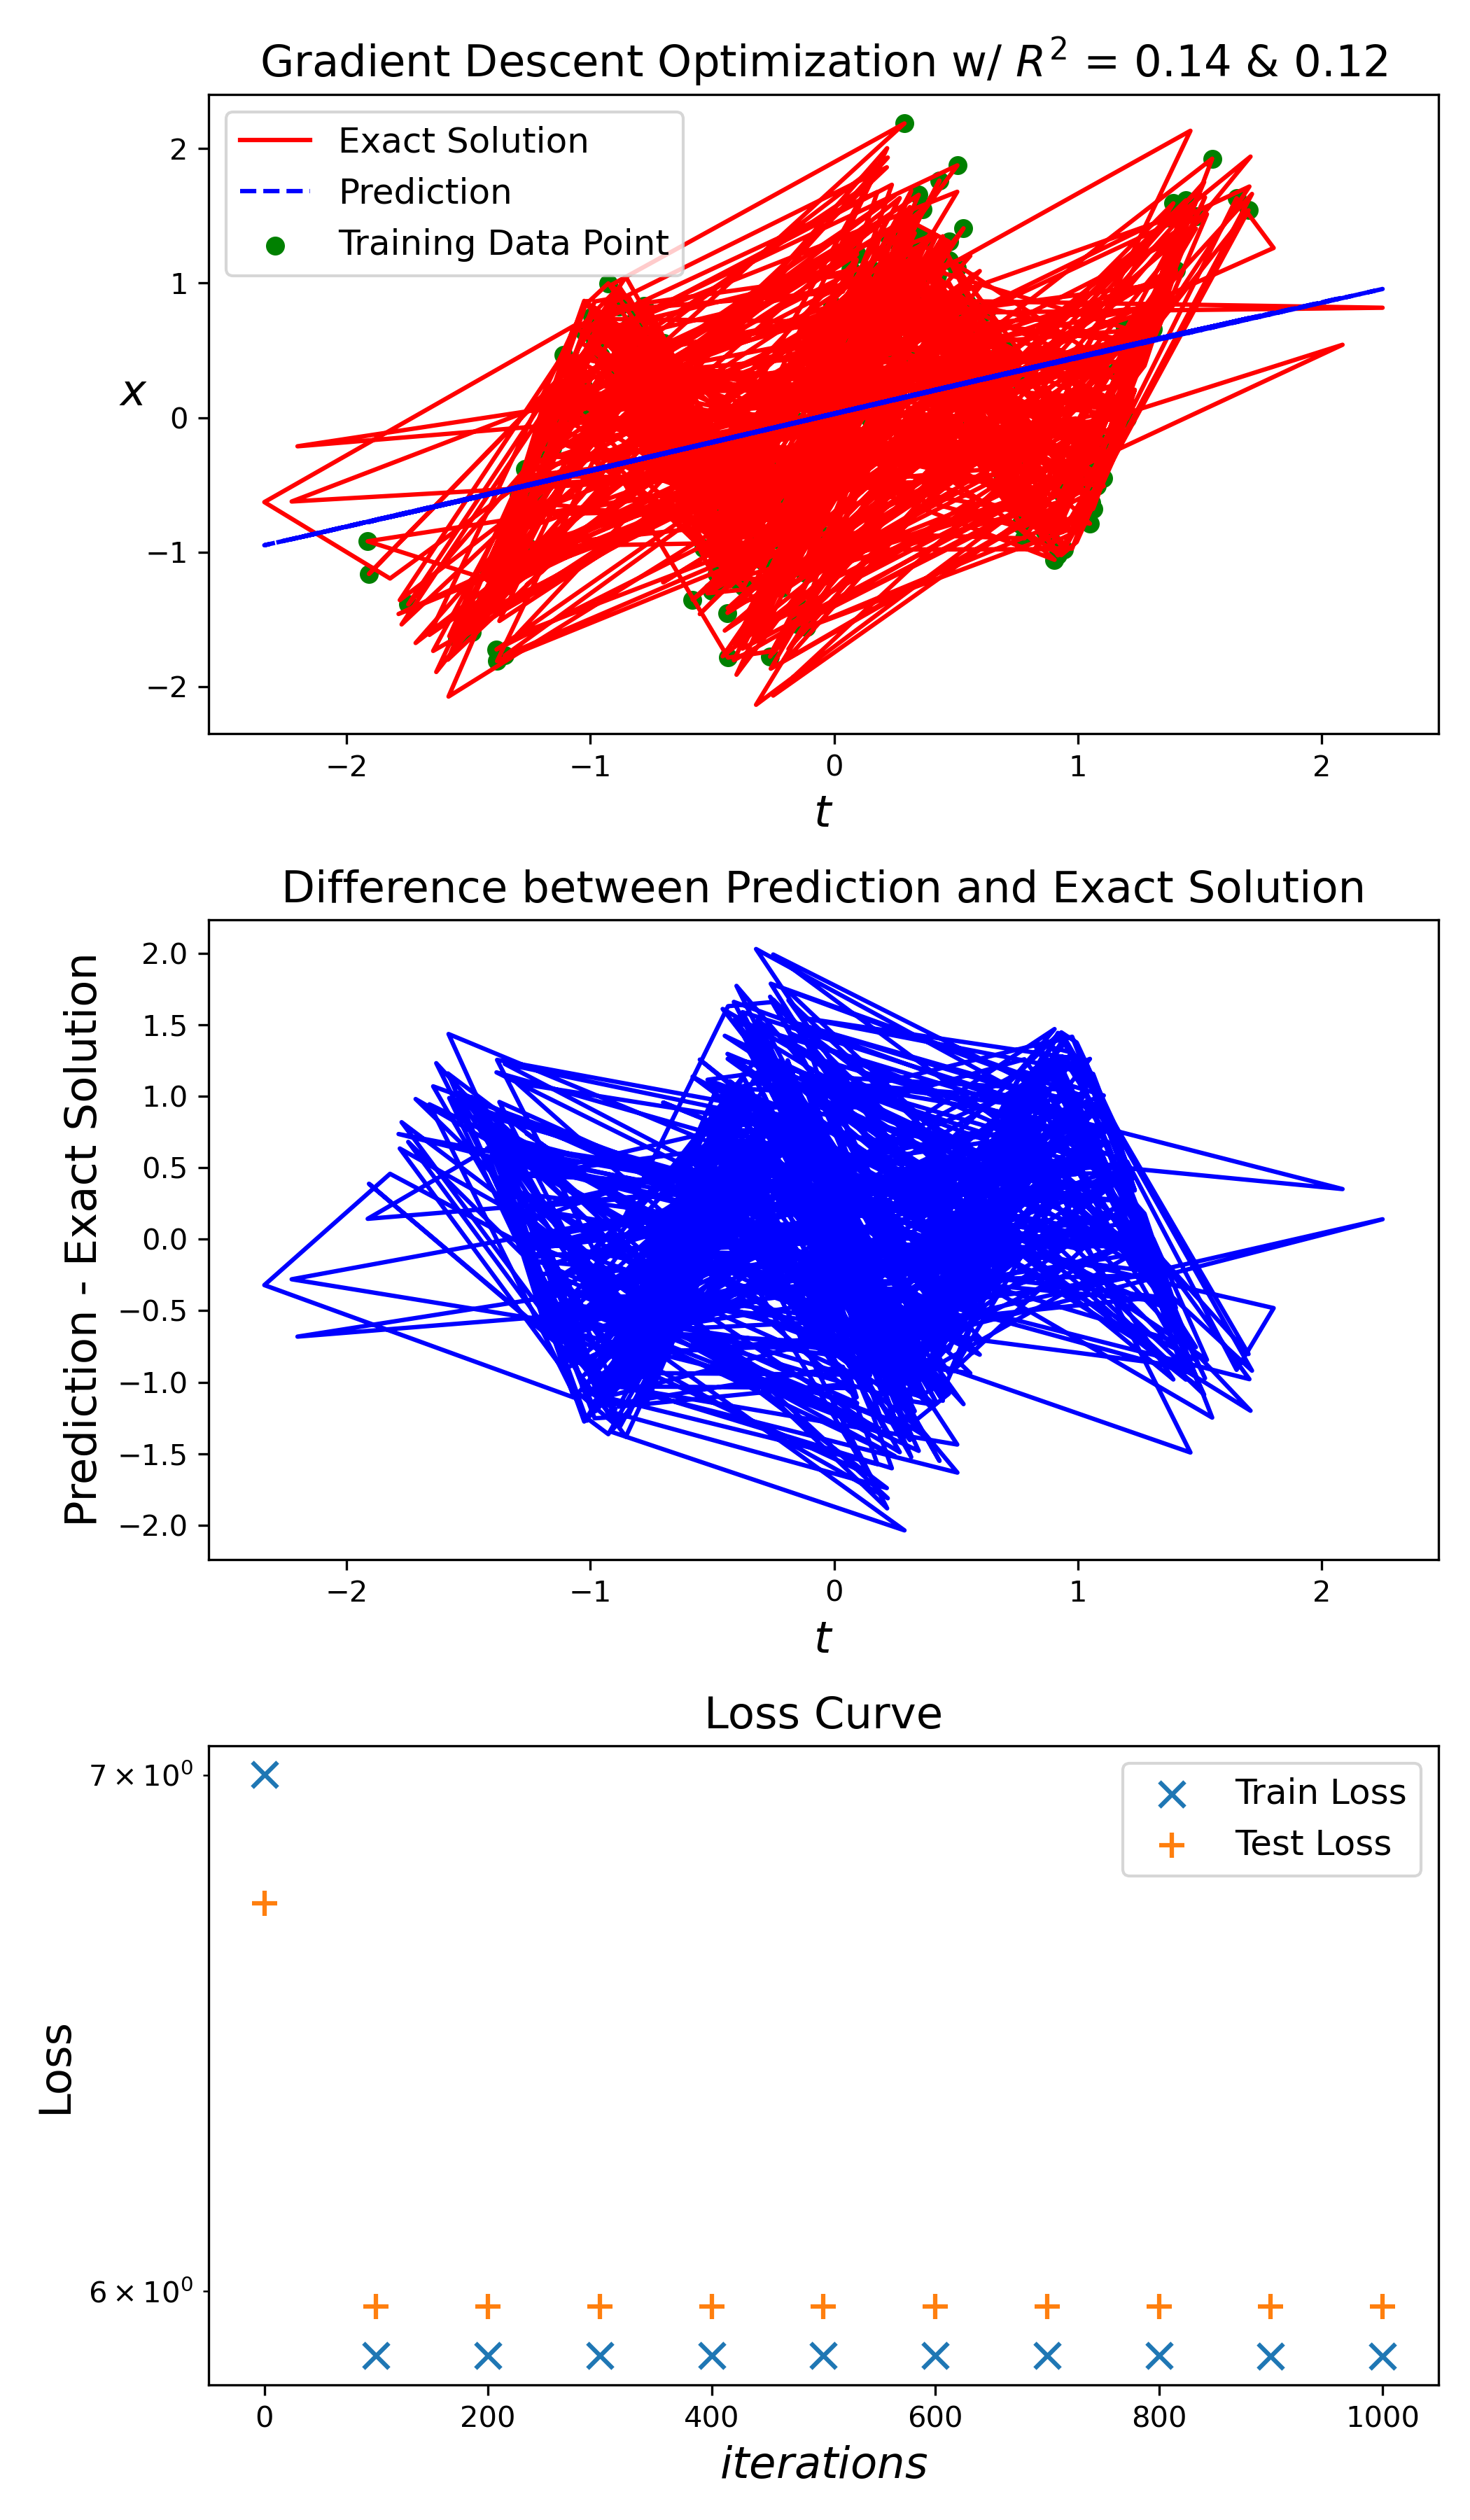 Gradient Descent Optimization w/ R² = 0.14 & 0.12
Exact Solution
Prediction
Training Data Point
2
1
0
−1
−2
x
−2 −1 0 1 2
t
Difference between Prediction and Exact Solution
2.0
1.5
1.0
0.5
0.0
−0.5
−1.0
−1.5
−2.0
Prediction - Exact Solution
−2 −1 0 1 2
t
Loss Curve
7 × 10⁰
6 × 10⁰
Loss
Train Loss
Test Loss
0 200 400 600 800 1000
iterations